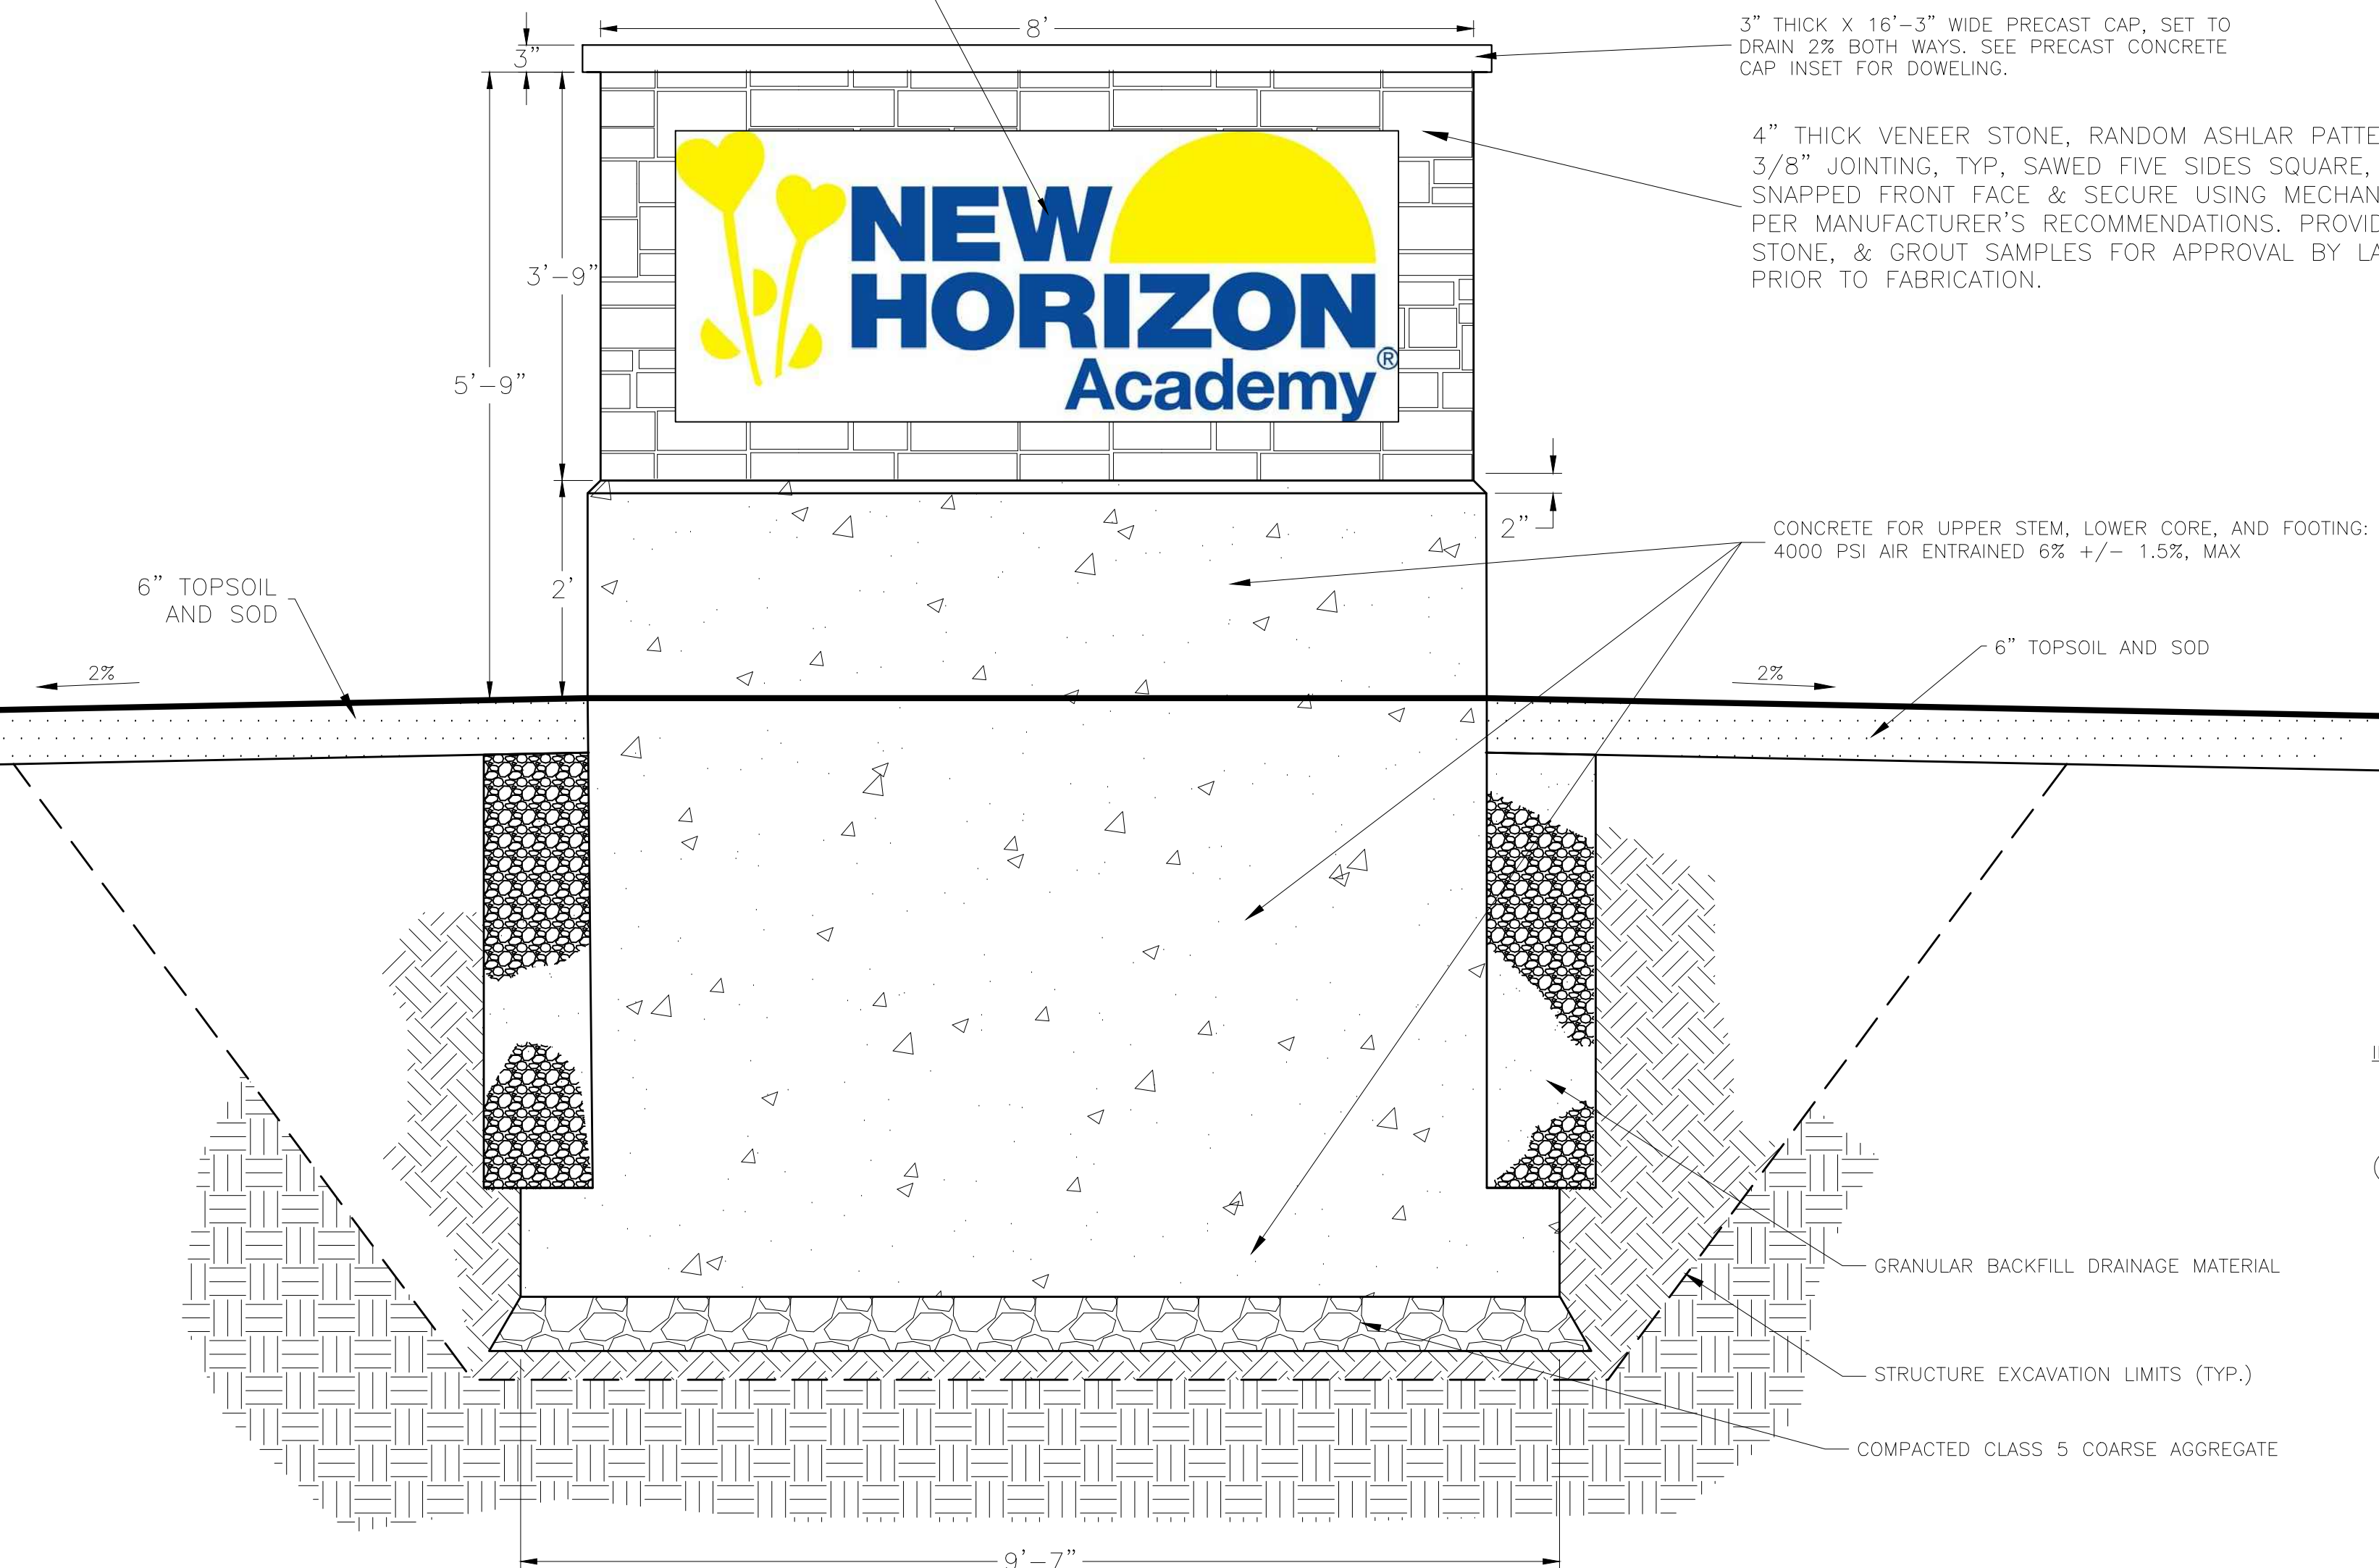 8'
3"
3" THICK X 16'-3" WIDE PRECAST CAP, SET TO
DRAIN 2% BOTH WAYS. SEE PRECAST CONCRETE
CAP INSET FOR DOWELING.
4" THICK VENEER STONE, RANDOM ASHLAR PATTE
3/8" JOINTING, TYP, SAWED FIVE SIDES SQUARE,
SNAPPED FRONT FACE & SECURE USING MECHAN
PER MANUFACTURER'S RECOMMENDATIONS. PROVID
STONE, & GROUT SAMPLES FOR APPROVAL BY LA
PRIOR TO FABRICATION.
NEW
HORIZON®
Academy
3'-9"
5'-9"
2"
CONCRETE FOR UPPER STEM, LOWER CORE, AND FOOTING:
4000 PSI AIR ENTRAINED 6% +/- 1.5%, MAX
2'
6" TOPSOIL
AND SOD
6" TOPSOIL AND SOD
2%
2%
GRANULAR BACKFILL DRAINAGE MATERIAL
STRUCTURE EXCAVATION LIMITS (TYP.)
COMPACTED CLASS 5 COARSE AGGREGATE
9'-7"